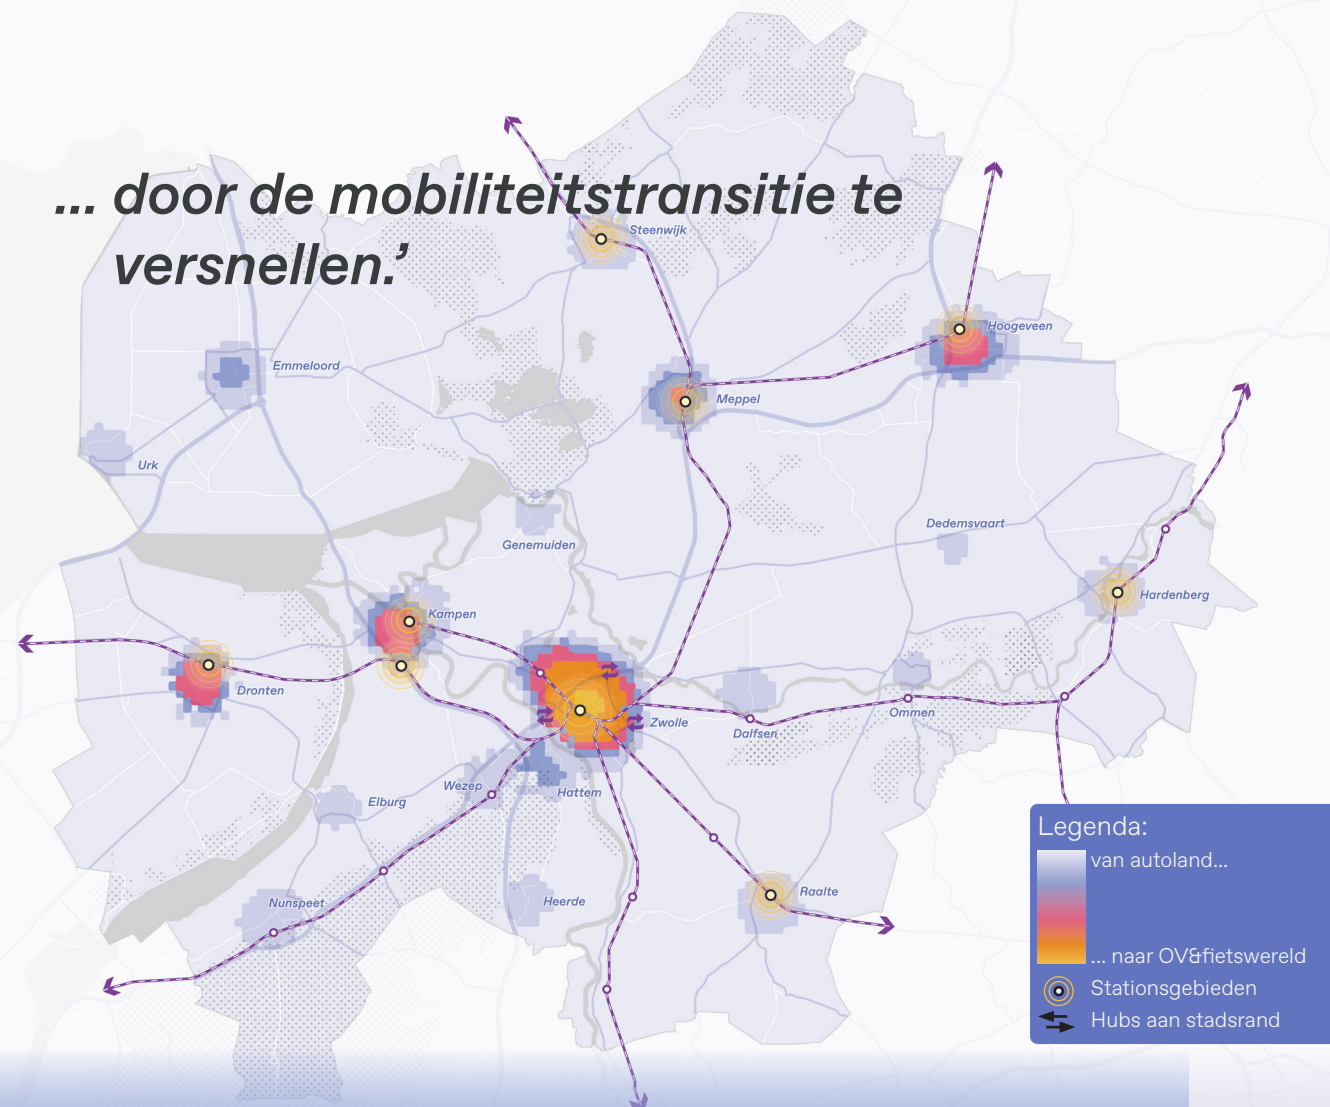 ... door de mobiliteitstransitie te
versnellen.’
Steenwijk
Hoogeveen
Emmeloord
Meppel
Urk
Dedemsvaart
Genemuiden
Hardenberg
Kampen
Dronten
Ommen
Zwolle
Dalfsen
Wezep
Hattem
Elburg
Raalte
Nunspeet
Heerde
Legenda:
van autoland...
... naar OV&fietswereld
Stationsgebieden
Hubs aan stadsrand